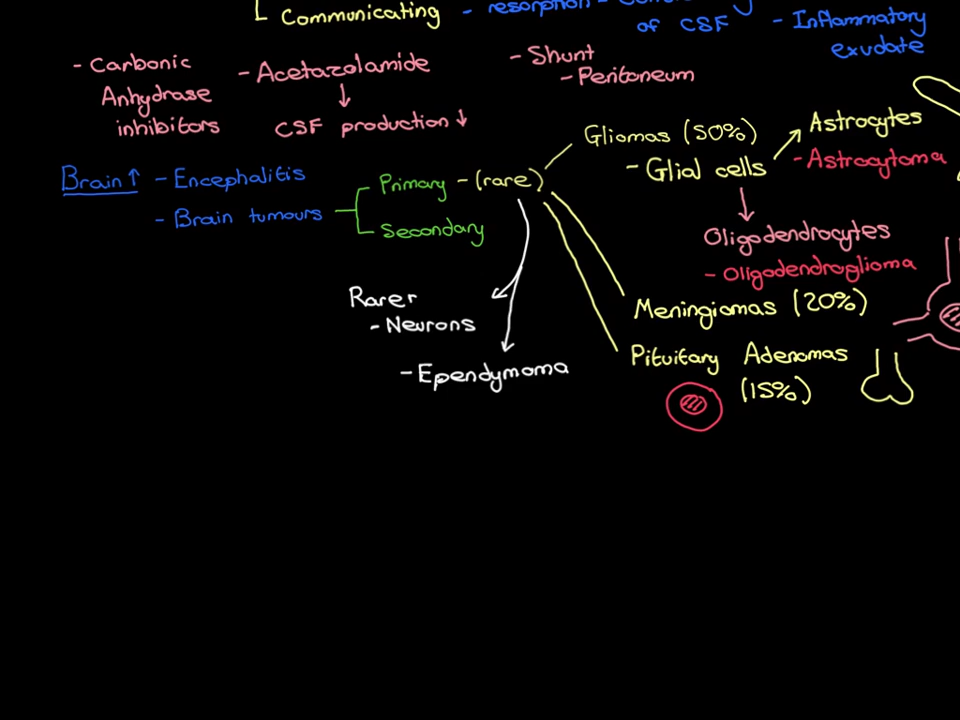 Communicating - resorption -
of CSF
- Inflammatory
exudate
- Carbonic
Anhydrase
inhibitors
- Acetazolamide
↓
CSF production ↓
- Shunt
- Peritoneum
Gliomas (50%)
- Glial cells
Astrocytes
- Astrocytoma
Brain ↑ - Encephalitis
- Brain tumours
Primary - (rare)
Secondary
Oligodendrocytes
- Oligodendroglioma
Rarer
- Neurons
- Ependymoma
Meningiomas (20%)
Pituitary Adenomas
(15%)